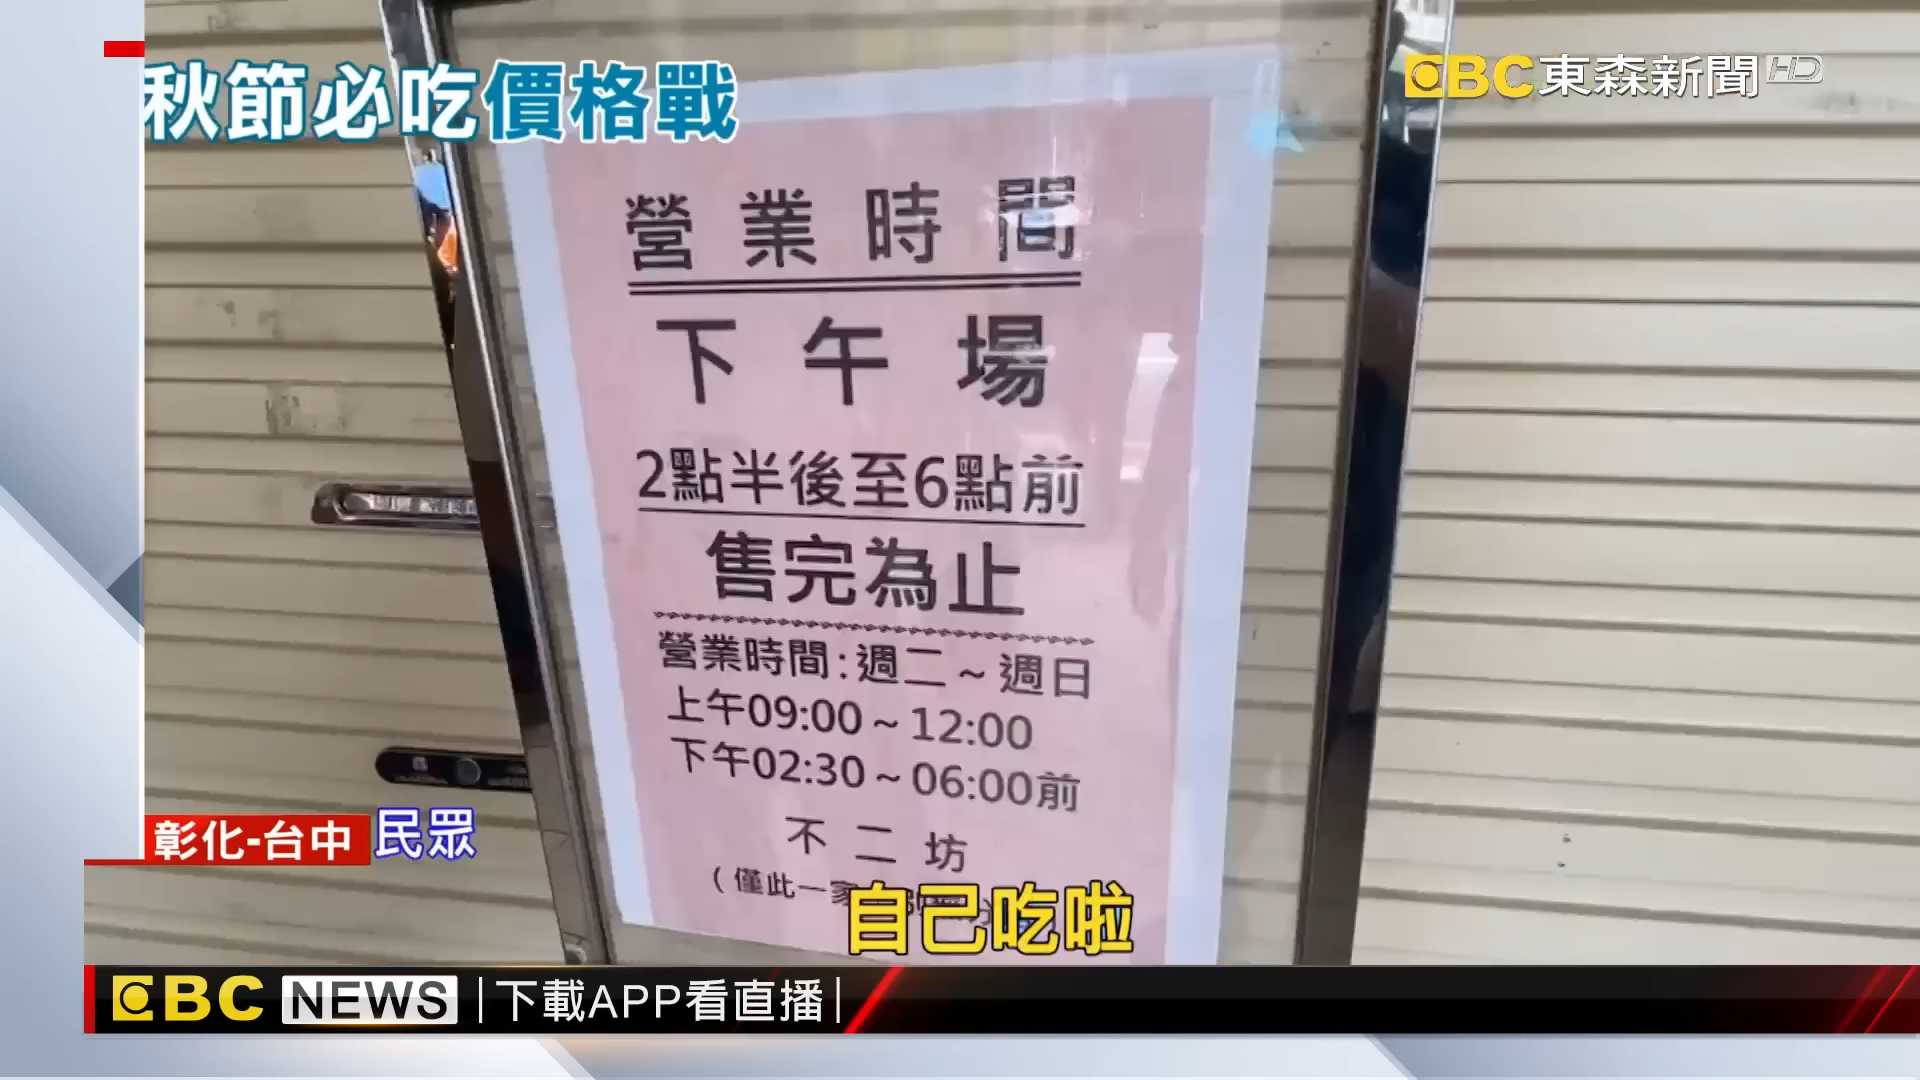 秋節必吃價格戰
EBC東森新聞HD
營業時間
下午場
2點半後至6點前
售完為止
營業時間:週二~週日
上午09:00~12:00
下午02:30~06:00前
不二坊
(僅此一家
自己吃啦
彰化-台中 民眾
EBC NEWS 下載APP看直播